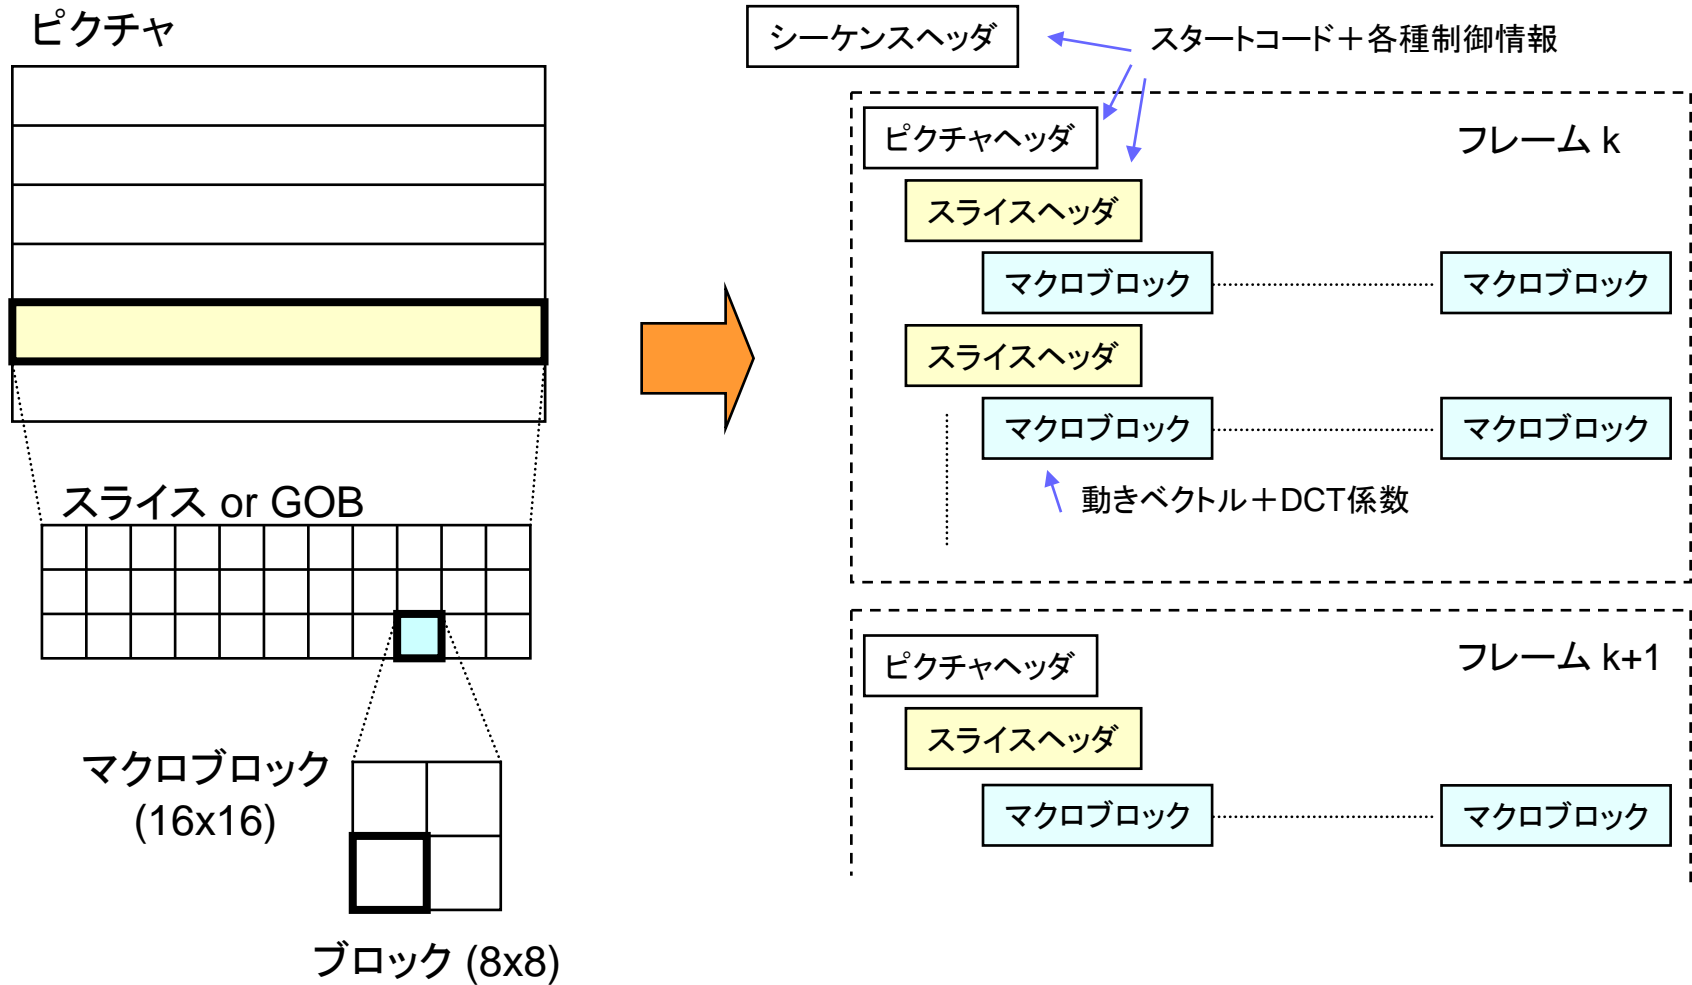 ピクチャ
スライス or GOB
マクロブロック
(16x16)
ブロック (8x8)
シーケンスヘッダ
スタートコード＋各種制御情報
ピクチャヘッダ
フレーム k
スライスヘッダ
マクロブロック
マクロブロック
スライスヘッダ
マクロブロック
マクロブロック
動きベクトル＋DCT係数
ピクチャヘッダ
フレーム k+1
スライスヘッダ
マクロブロック
マクロブロック